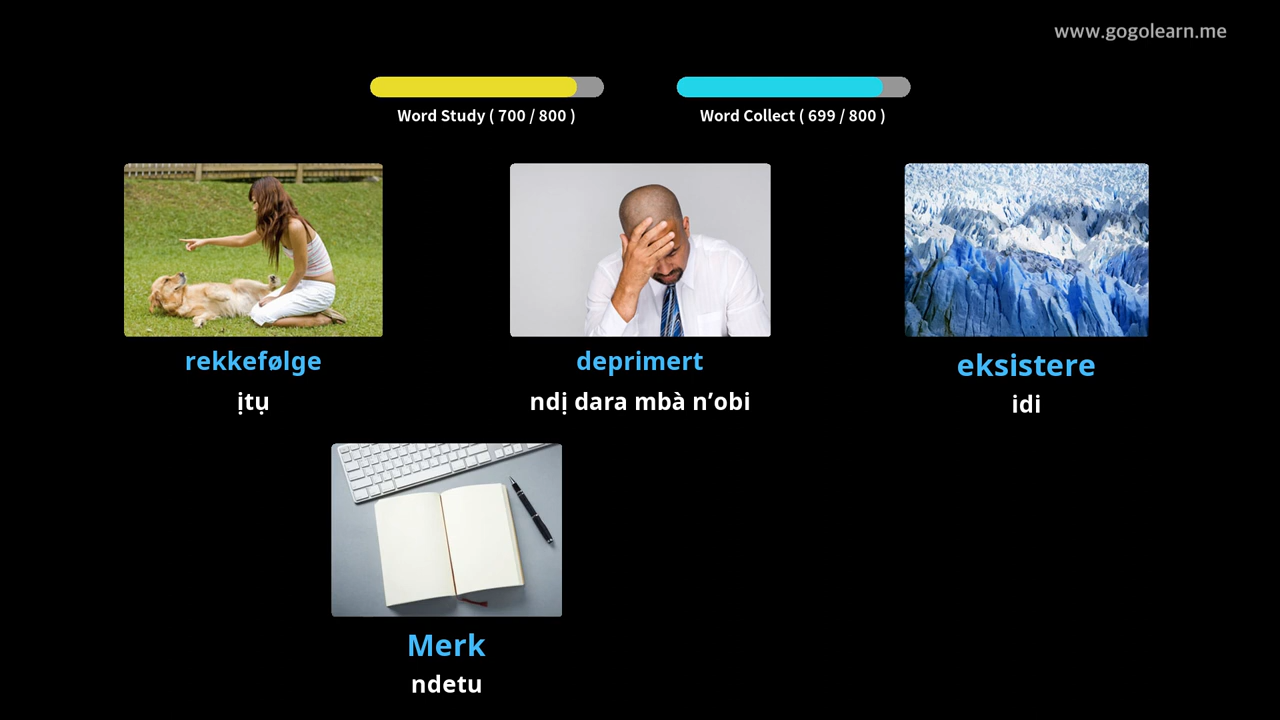 www.gogolearn.me
Word Study ( 700 / 800 )
Word Collect ( 699 / 800 )
rekkefølge
ịtụ
deprimert
ndị dara mbà n’obi
eksistere
idi
Merk
ndetu